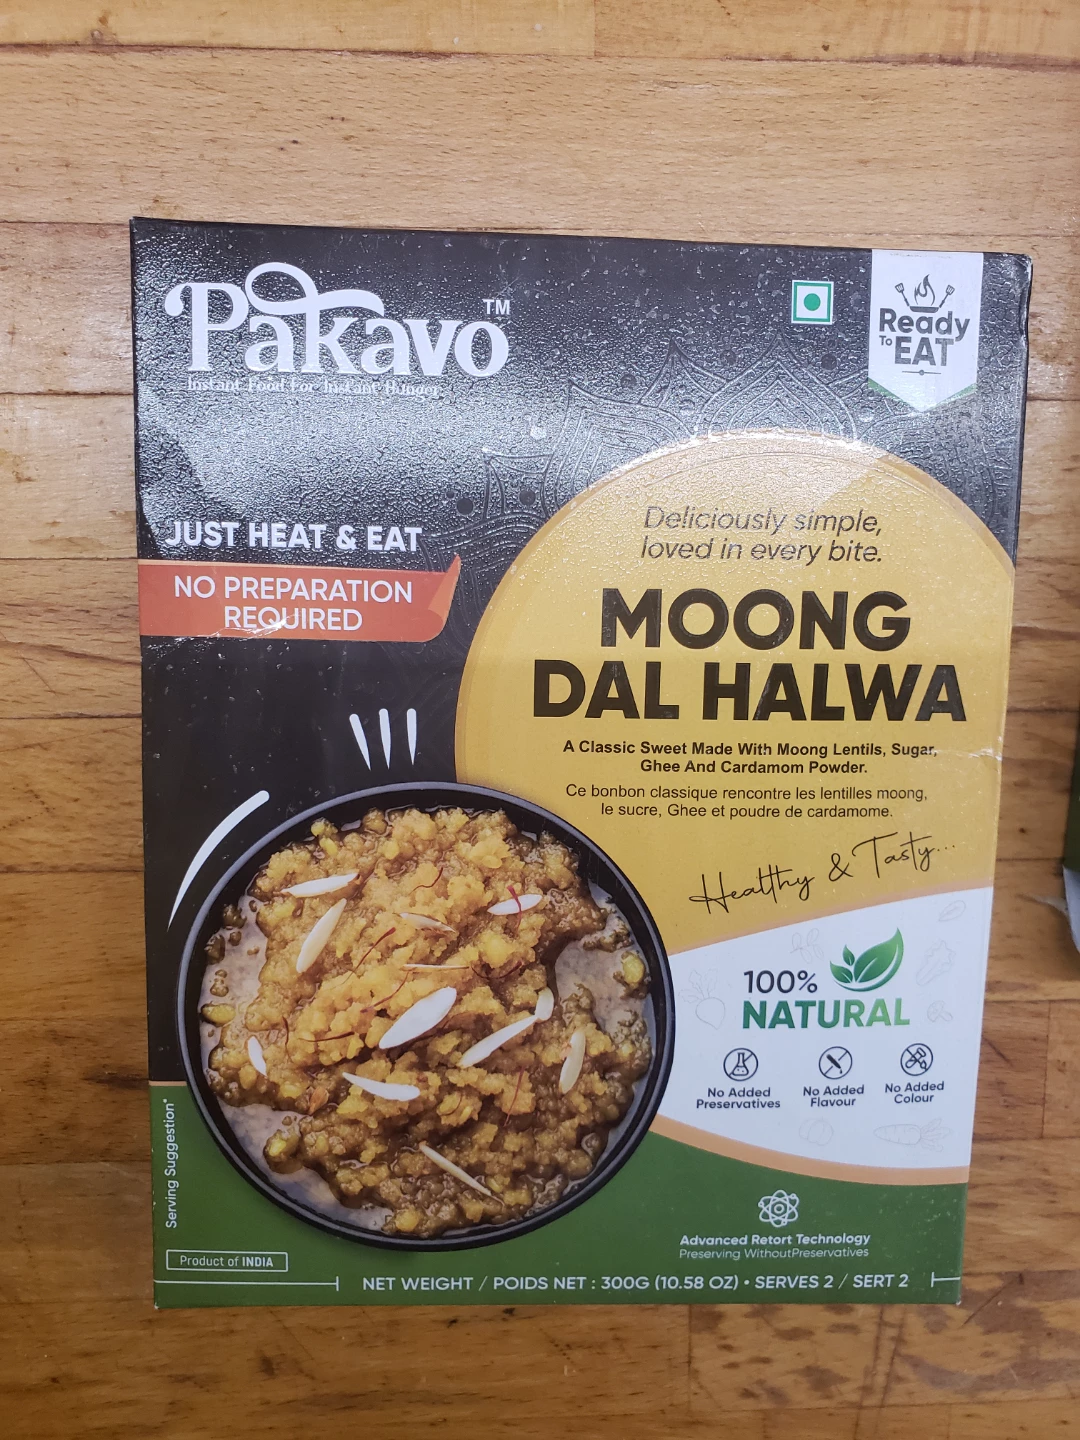 Pakavo™
Instant Food For Instant Hunger
Ready
To EAT
JUST HEAT & EAT
NO PREPARATION
REQUIRED
Deliciously simple,
loved in every bite.
MOONG
DAL HALWA
A Classic Sweet Made With Moong Lentils, Sugar,
Ghee And Cardamom Powder.
Ce bonbon classique rencontre les lentilles moong,
le sucre, Ghee et poudre de cardamome.
Healthy & Tasty...
100%
NATURAL
No Added
Preservatives
No Added
Flavour
No Added
Colour
Serving Suggestion*
Advanced Retort Technology
Preserving WithoutPreservatives
Product of INDIA
NET WEIGHT / POIDS NET : 300G (10.58 OZ) • SERVES 2 / SERT 2